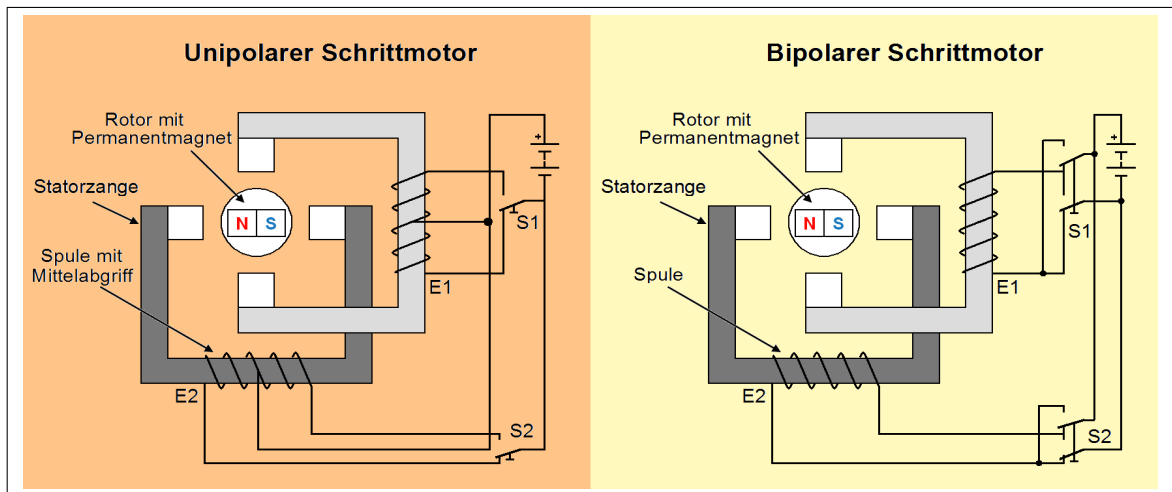 Unipolarer Schrittmotor
Rotor mit
Permanentmagnet
Statorzange
N S
Spule mit
Mittelabgriff
+
S1
E1
E2
S2
Bipolarer Schrittmotor
Rotor mit
Permanentmagnet
Statorzange
N S
Spule
+
S1
E1
E2
S2